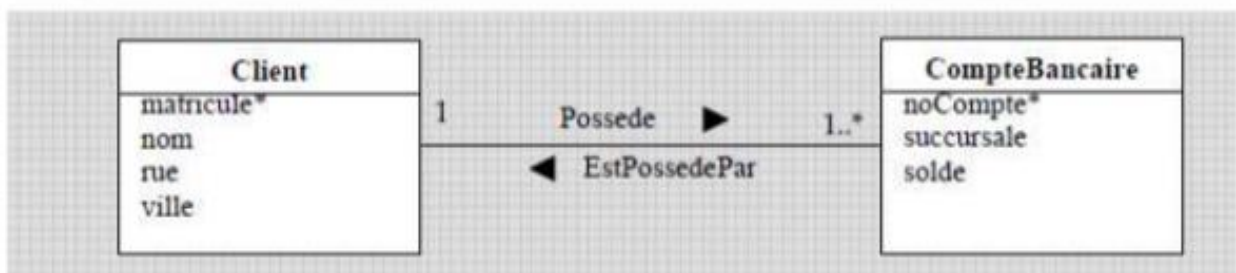 Client
matricule*
nom
rue
ville
1
Possede ▶
1..*
◀ EstPossedePar
CompteBancaire
noCompte*
succursale
solde